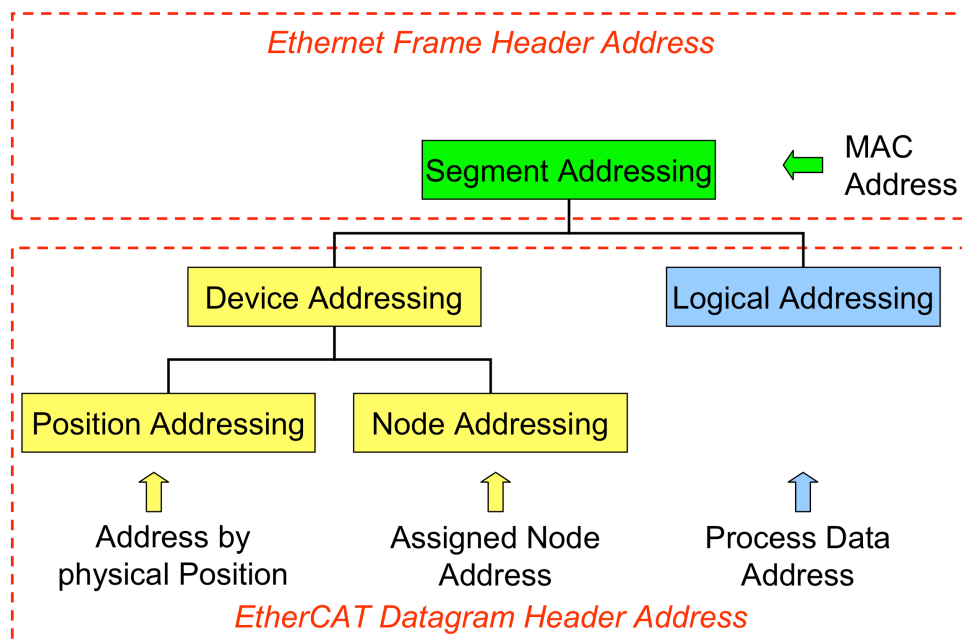 Ethernet Frame Header Address
Segment Addressing
MAC
Address
Device Addressing
Logical Addressing
Position Addressing
Node Addressing
Address by
physical Position
Assigned Node
Address
Process Data
Address
EtherCAT Datagram Header Address